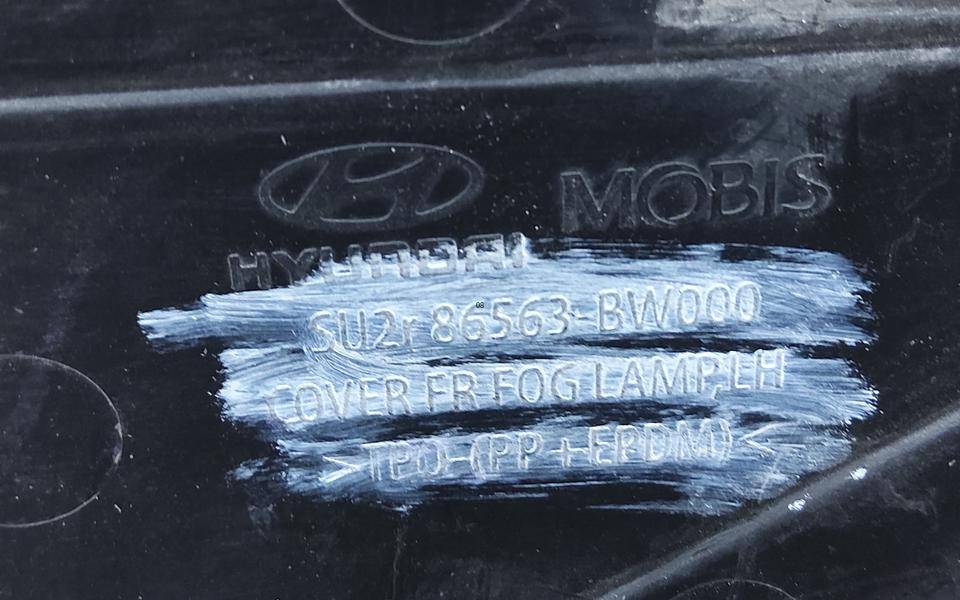 MOBIS
HYUNDAI
SU2r 86563-BW000
COVER FR FOG LAMP,LH
>TPO-(PP+EPDM)<